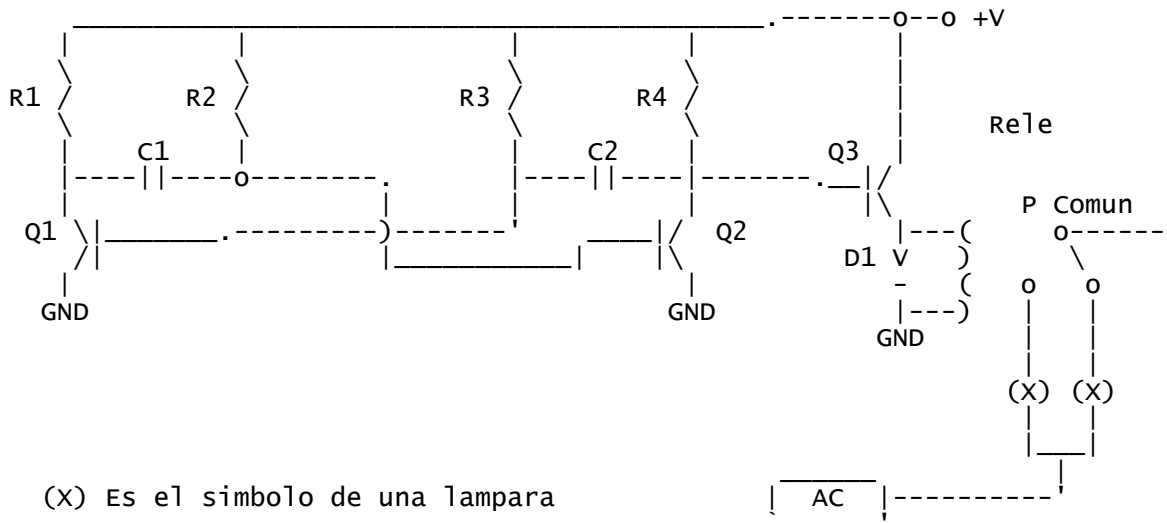 +V
R1 R2 R3 R4
Rele
C1 C2 Q3
P Comun
Q1 Q2
D1
GND GND
GND
(X) (X)
(X) Es el simbolo de una lampara AC